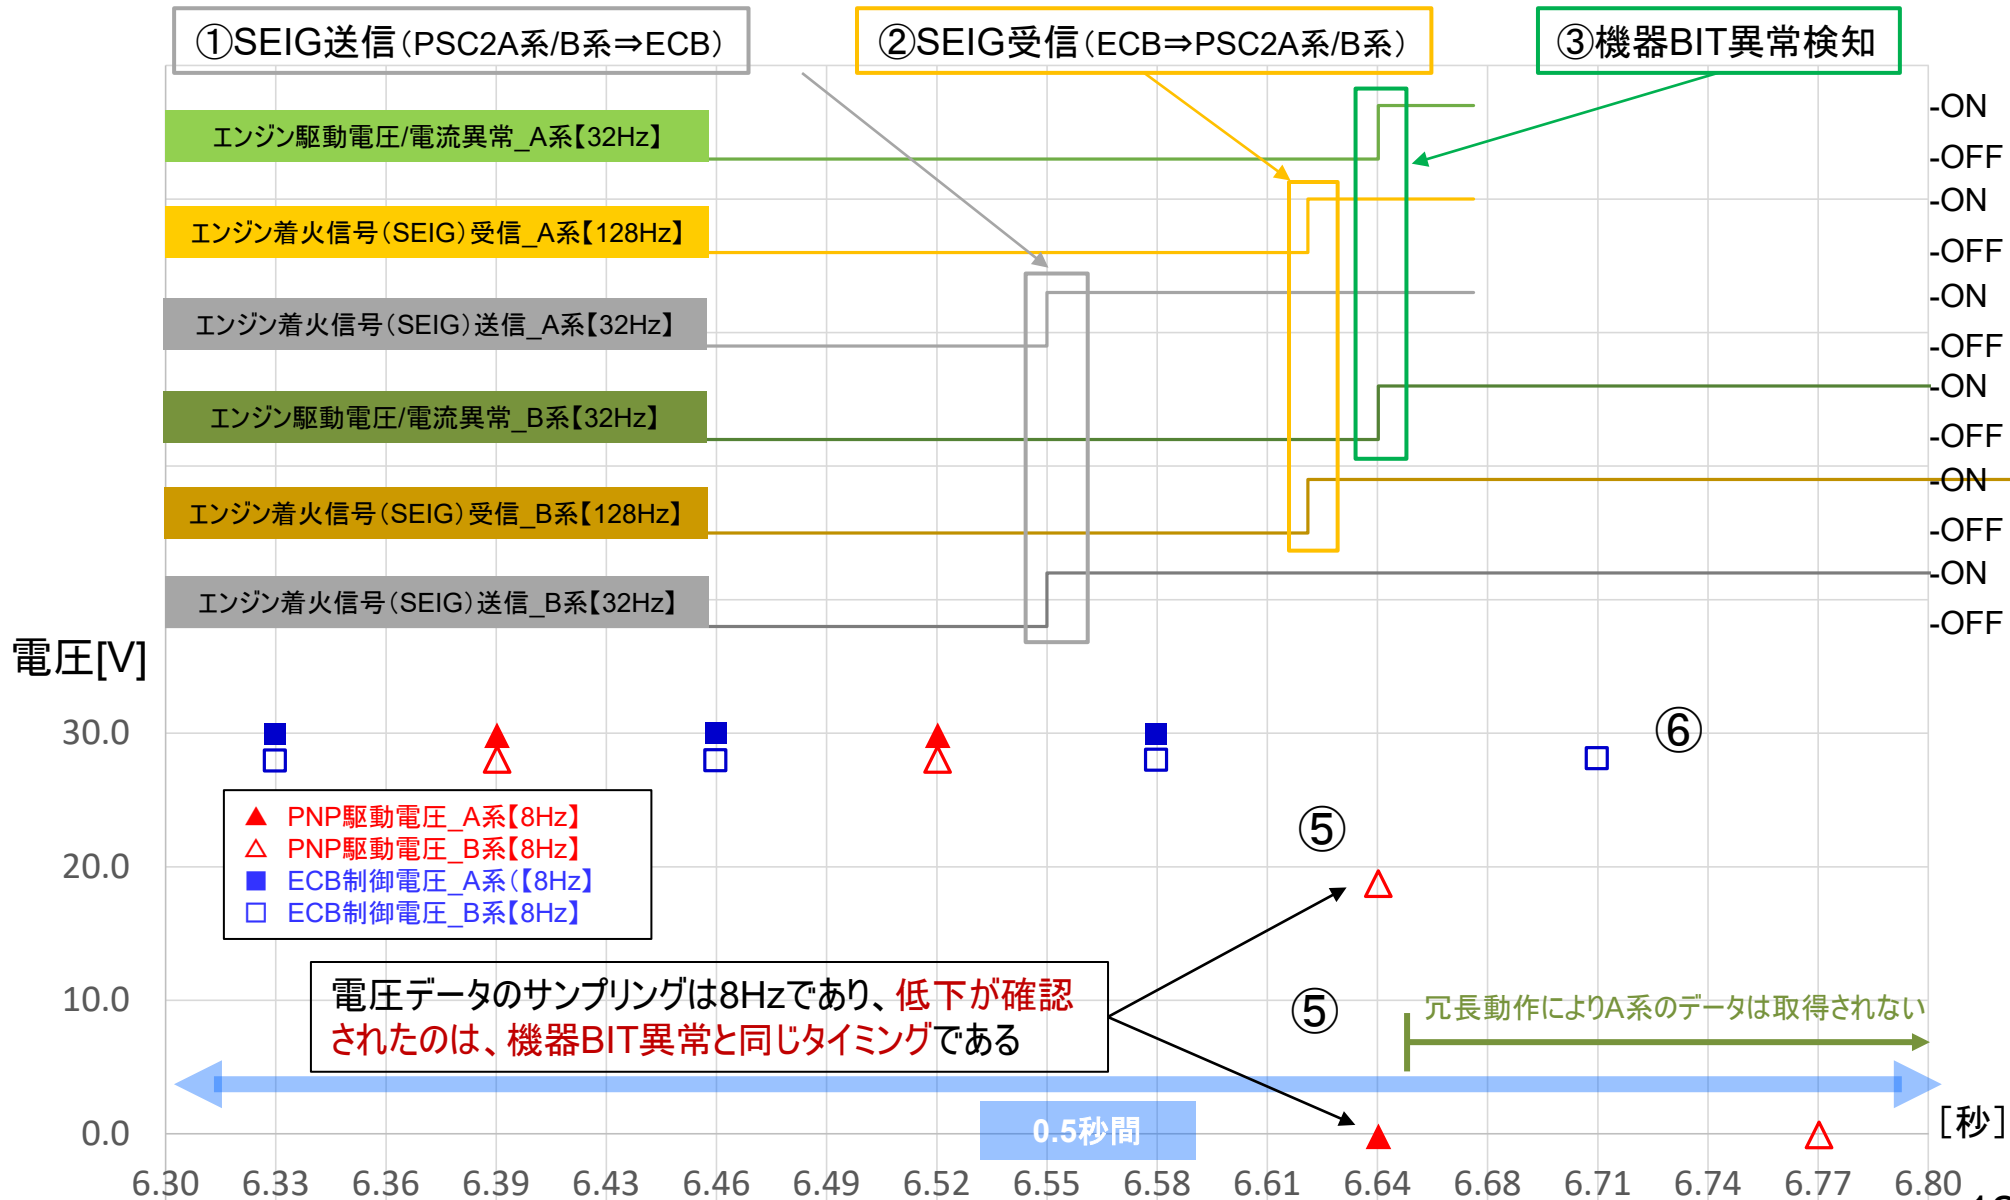 ①SEIG送信(PSC2A系/B系⇒ECB)
②SEIG受信(ECB⇒PSC2A系/B系)
③機器BIT異常検知
エンジン駆動電圧/電流異常_A系【32Hz】
-ON
-OFF
エンジン着火信号(SEIG)受信_A系【128Hz】
-ON
-OFF
エンジン着火信号(SEIG)送信_A系【32Hz】
-ON
-OFF
エンジン駆動電圧/電流異常_B系【32Hz】
-ON
-OFF
エンジン着火信号(SEIG)受信_B系【128Hz】
-ON
-OFF
エンジン着火信号(SEIG)送信_B系【32Hz】
-ON
-OFF
電圧[V]
30.0
20.0
10.0
0.0
⑥
⑤
⑤
PNP駆動電圧_A系【8Hz】
PNP駆動電圧_B系【8Hz】
ECB制御電圧_A系(【8Hz】
ECB制御電圧_B系【8Hz】
電圧データのサンプリングは8Hzであり、低下が確認
されたのは、機器BIT異常と同じタイミングである
冗長動作によりA系のデータは取得されない
0.5秒間
[秒]
6.30 6.33 6.36 6.39 6.43 6.46 6.49 6.52 6.55 6.58 6.61 6.64 6.68 6.71 6.74 6.77 6.80